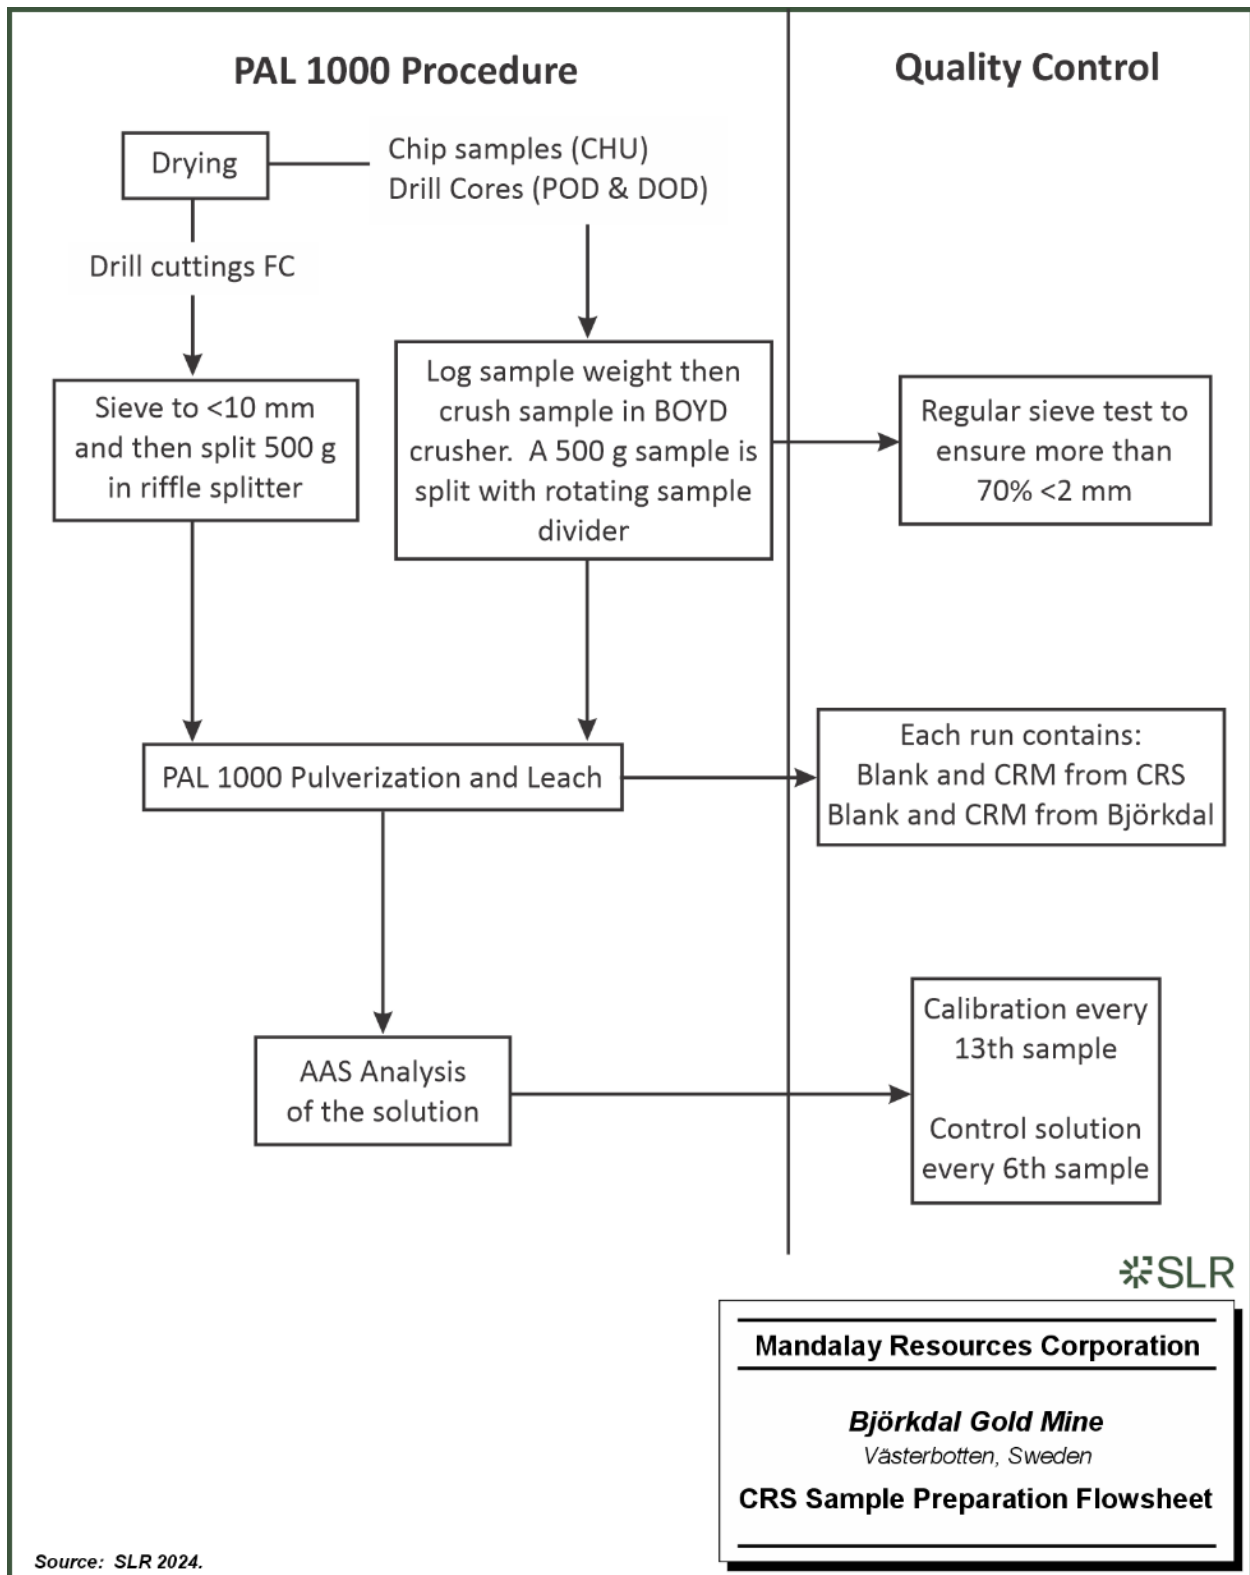 PAL 1000 Procedure
Quality Control
Drying
Chip samples (CHU)
Drill Cores (POD & DOD)
Drill cuttings FC
Sieve to <10 mm
and then split 500 g
in riffle splitter
Log sample weight then
crush sample in BOYD
crusher. A 500 g sample is
split with rotating sample
divider
Regular sieve test to
ensure more than
70% <2 mm
PAL 1000 Pulverization and Leach
Each run contains:
Blank and CRM from CRS
Blank and CRM from Björkdal
AAS Analysis
of the solution
Calibration every
13th sample
Control solution
every 6th sample
SLR
Mandalay Resources Corporation
Björkdal Gold Mine
Västerbotten, Sweden
CRS Sample Preparation Flowsheet
Source: SLR 2024.